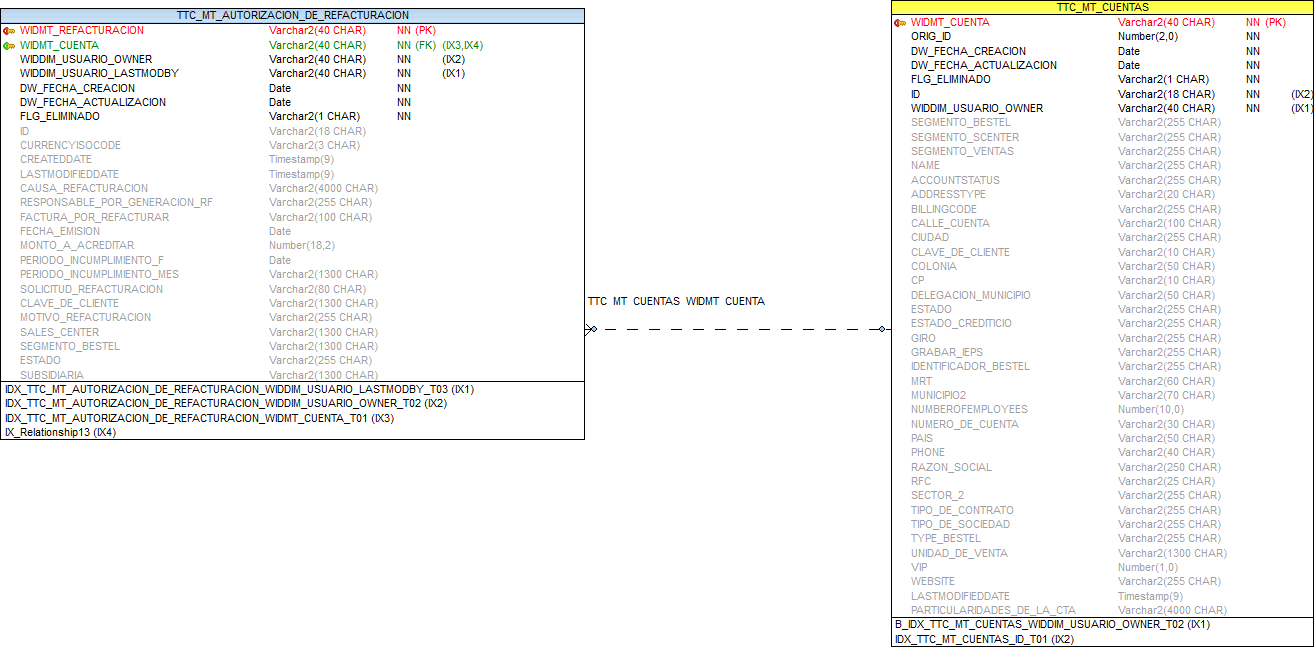 TTC_MT_AUTORIZACION_DE_REFACTURACION
WIDMT_REFACTURACION Varchar2(40 CHAR) NN (PK)
WIDMT_CUENTA Varchar2(40 CHAR) NN (FK) (IX3,IX4)
WIDDIM_USUARIO_OWNER Varchar2(40 CHAR) NN (IX2)
WIDDIM_USUARIO_LASTMODBY Varchar2(40 CHAR) NN (IX1)
DW_FECHA_CREACION Date NN
DW_FECHA_ACTUALIZACION Date NN
FLG_ELIMINADO Varchar2(1 CHAR) NN
ID Varchar2(18 CHAR)
CURRENCYISOCODE Varchar2(3 CHAR)
CREATEDDATE Timestamp(9)
LASTMODIFIEDDATE Timestamp(9)
CAUSA_REFACTURACION Varchar2(4000 CHAR)
RESPONSABLE_POR_GENERACION_RF Varchar2(255 CHAR)
FACTURA_POR_REFACTURAR Varchar2(100 CHAR)
FECHA_EMISION Date
MONTO_A_ACREDITAR Number(18,2)
PERIODO_INCUMPLIMIENTO_F Date
PERIODO_INCUMPLIMIENTO_MES Varchar2(1300 CHAR)
SOLICITUD_REFACTURACION Varchar2(80 CHAR)
CLAVE_DE_CLIENTE Varchar2(1300 CHAR)
MOTIVO_REFACTURACION Varchar2(255 CHAR)
SALES_CENTER Varchar2(1300 CHAR)
SEGMENTO_BESTEL Varchar2(1300 CHAR)
ESTADO Varchar2(255 CHAR)
SUBSIDIARIA Varchar2(1300 CHAR)
IDX_TTC_MT_AUTORIZACION_DE_REFACTURACION_WIDDIM_USUARIO_LASTMODBY_T03 (IX1)
IDX_TTC_MT_AUTORIZACION_DE_REFACTURACION_WIDDIM_USUARIO_OWNER_T02 (IX2)
IDX_TTC_MT_AUTORIZACION_DE_REFACTURACION_WIDMT_CUENTA_T01 (IX3)
IX_Relationship13 (IX4)
TTC_MT_CUENTAS_WIDMT_CUENTA
TTC_MT_CUENTAS
WIDMT_CUENTA Varchar2(40 CHAR) NN (PK)
ORIG_ID Number(2,0) NN
DW_FECHA_CREACION Date NN
DW_FECHA_ACTUALIZACION Date NN
FLG_ELIMINADO Varchar2(1 CHAR) NN
ID Varchar2(18 CHAR) NN (IX2)
WIDDIM_USUARIO_OWNER Varchar2(40 CHAR) NN (IX1)
SEGMENTO_BESTEL Varchar2(255 CHAR)
SEGMENTO_SCENTER Varchar2(255 CHAR)
SEGMENTO_VENTAS Varchar2(255 CHAR)
NAME Varchar2(255 CHAR)
ACCOUNTSTATUS Varchar2(255 CHAR)
ADDRESSTYPE Varchar2(20 CHAR)
BILLINGCODE Varchar2(255 CHAR)
CALLE_CUENTA Varchar2(100 CHAR)
CIUDAD Varchar2(255 CHAR)
CLAVE_DE_CLIENTE Varchar2(10 CHAR)
COLONIA Varchar2(50 CHAR)
CP Varchar2(10 CHAR)
DELEGACION_MUNICIPIO Varchar2(50 CHAR)
ESTADO Varchar2(255 CHAR)
ESTADO_CREDITICIO Varchar2(255 CHAR)
GIRO Varchar2(255 CHAR)
GRABAR_IEPS Varchar2(255 CHAR)
IDENTIFICADOR_BESTEL Varchar2(255 CHAR)
MRT Varchar2(60 CHAR)
MUNICIPIO2 Varchar2(70 CHAR)
NUMBEROFEMPLOYEES Number(10,0)
NUMERO_DE_CUENTA Varchar2(30 CHAR)
PAIS Varchar2(50 CHAR)
PHONE Varchar2(40 CHAR)
RAZON_SOCIAL Varchar2(250 CHAR)
RFC Varchar2(25 CHAR)
SECTOR_2 Varchar2(255 CHAR)
TIPO_DE_CONTRATO Varchar2(255 CHAR)
TIPO_DE_SOCIEDAD Varchar2(255 CHAR)
TYPE_BESTEL Varchar2(255 CHAR)
UNIDAD_DE_VENTA Varchar2(1300 CHAR)
VIP Number(1,0)
WEBSITE Varchar2(255 CHAR)
LASTMODIFIEDDATE Timestamp(9)
PARTICULARIDADES_DE_LA_CTA Varchar2(4000 CHAR)
B_IDX_TTC_MT_CUENTAS_WIDDIM_USUARIO_OWNER_T02 (IX1)
IDX_TTC_MT_CUENTAS_ID_T01 (IX2)